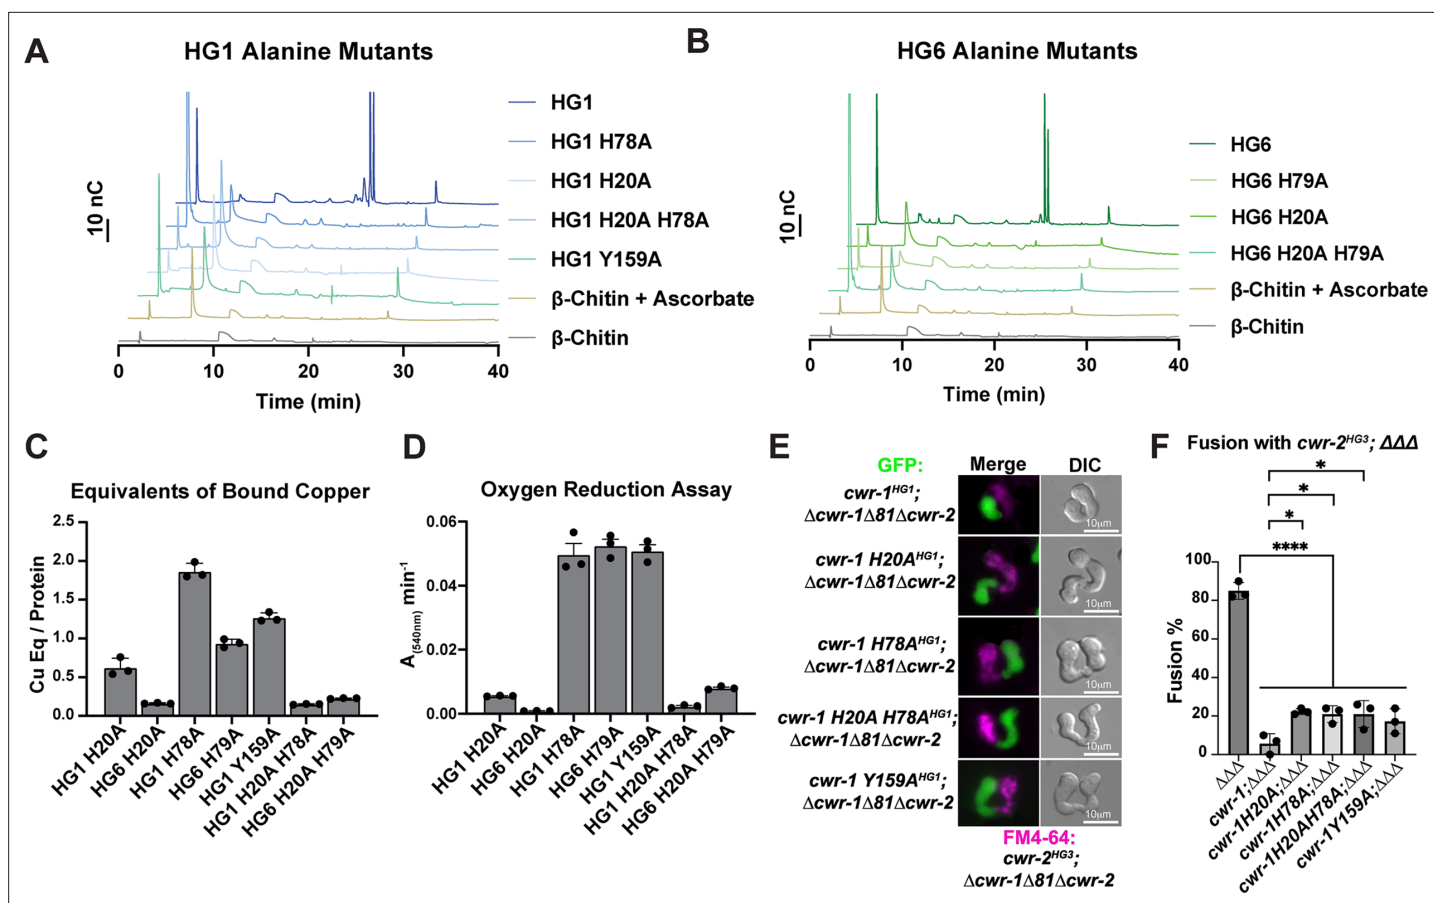 A
HG1 Alanine Mutants
10 nC
HG1
HG1 H78A
HG1 H20A
HG1 H20A H78A
HG1 Y159A
β-Chitin + Ascorbate
β-Chitin
0
10
20
30
40
Time (min)
B
HG6 Alanine Mutants
10 nC
HG6
HG6 H79A
HG6 H20A
HG6 H20A H79A
β-Chitin + Ascorbate
β-Chitin
0
10
20
30
40
Time (min)
C
Equivalents of Bound Copper
Cu Eq / Protein
2.5
2.0
1.5
1.0
0.5
0.0
HG1 H20A
HG6 H20A
HG1 H78A
HG6 H79A
HG1 Y159A
HG1 H20A H78A
HG6 H20A H79A
D
Oxygen Reduction Assay
A(540nm) min-1
0.06
0.04
0.02
0.00
HG1 H20A
HG6 H20A
HG1 H78A
HG6 H79A
HG1 Y159A
HG1 H20A H78A
HG6 H20A H79A
E
GFP:
Merge
DIC
cwr-1HG1;
Δcwr-1Δ81Δcwr-2
10µm
cwr-1 H20AHG1;
Δcwr-1Δ81Δcwr-2
10µm
cwr-1 H78AHG1;
Δcwr-1Δ81Δcwr-2
10µm
cwr-1 H20A H78AHG1;
Δcwr-1Δ81Δcwr-2
10µm
cwr-1 Y159AHG1;
Δcwr-1Δ81Δcwr-2
10µm
FM4-64:
cwr-2HG3;
Δcwr-1Δ81Δcwr-2
F
Fusion with cwr-2HG3; ΔΔΔ
*
*
*
****
Fusion %
100
80
60
40
20
0
ΔΔΔ
cwr-1;ΔΔΔ
cwr-1H20A;ΔΔΔ
cwr-1H78A;ΔΔΔ
cwr-1H20AH78A;ΔΔΔ
cwr-1Y159A;ΔΔΔ